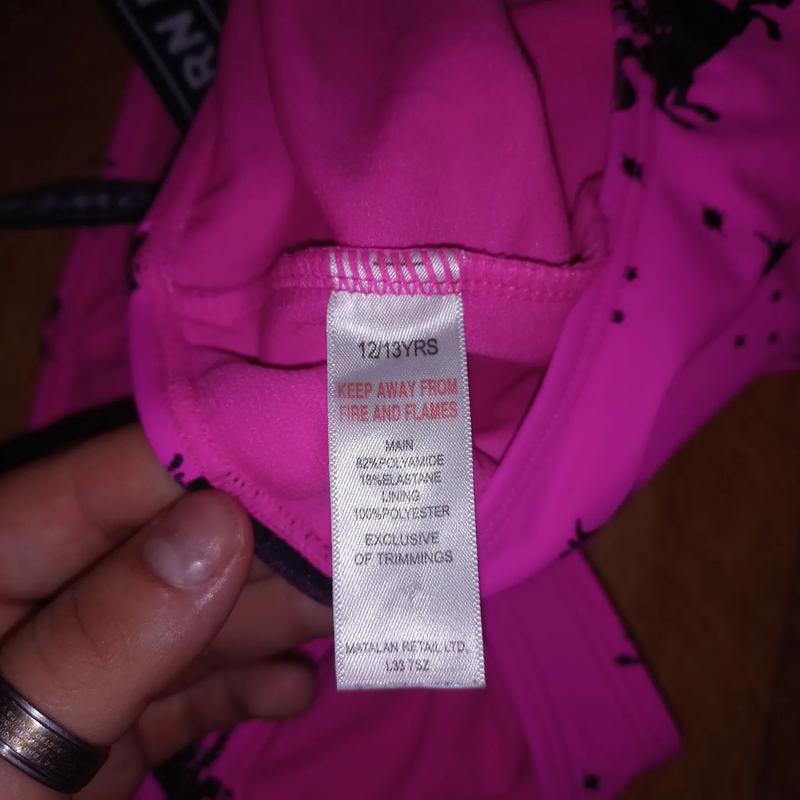 RN
12/13YRS
KEEP AWAY FROM
FIRE AND FLAMES
MAIN
82%POLYAMIDE
18%ELASTANE
LINING
100%POLYESTER
EXCLUSIVE
OF TRIMMINGS
MATALAN RETAIL LTD.
L33 7SZ